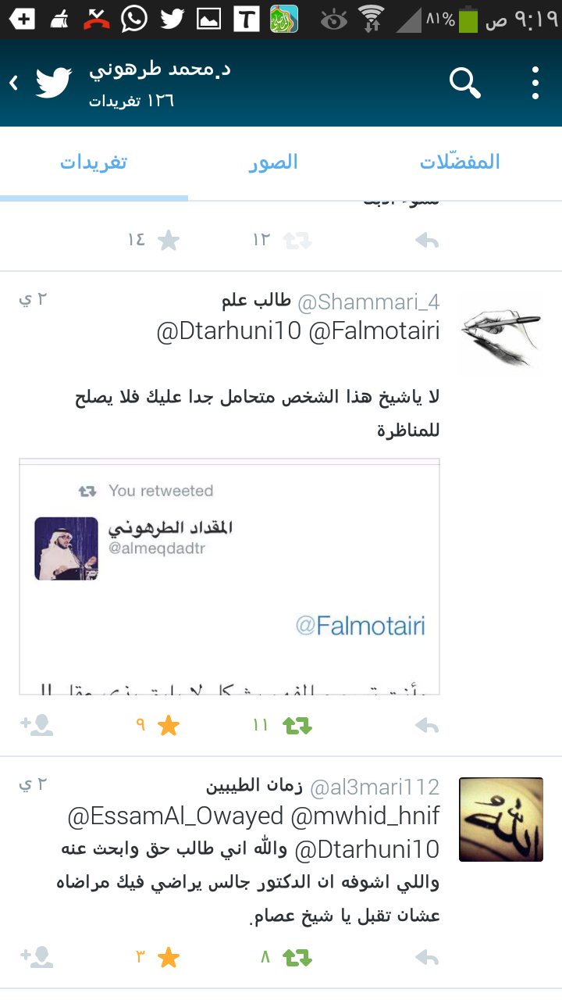 ٨١% ص ٩:١٩
د.محمد طرهوني
١٢٦ تغريدات
المفضّلات
الصور
تغريدات
١٢
١٤
@Shammari_4 طالب علم
٢ ي
@Dtarhuni10 @Falmotairi
لا ياشيخ هذا الشخص متحامل جدا عليك فلا يصلح
للمناظرة
You retweeted
المقداد الطرهوني
@almeqdadtr
@Falmotairi
١١
٩
@al3mari112 زمان الطيبين
٢ ي
@EssamAl_Owayed @mwhid_hnif
@Dtarhuni10 والله اني طالب حق وابحث عنه
واللي اشوفه ان الدكتور جالس يراضي فيك مراضاه
عشان تقبل يا شيخ عصام.
٨
٣